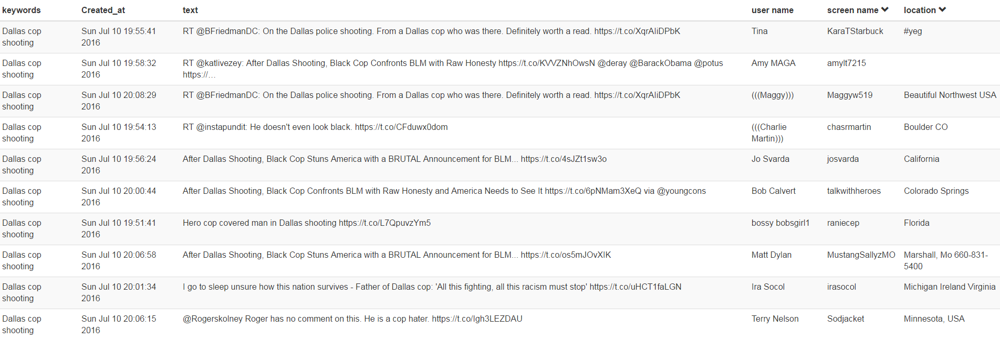 keywords Created_at text user name screen name location
Dallas cop Sun Jul 10 19:55:41 RT @BFriedmanDC: On the Dallas police shooting. From a Dallas cop who was there. Definitely worth a read. https://t.co/XqrAIiDPbK Tina KaraTStarbuck #yeg
shooting 2016
Dallas cop Sun Jul 10 19:58:32 RT @katlivezey: After Dallas Shooting, Black Cop Confronts BLM with Raw Honesty https://t.co/KVVZNhOwsN @deray @BarackObama @potus Amy MAGA amylt7215
shooting 2016 https://…
Dallas cop Sun Jul 10 20:08:29 RT @BFriedmanDC: On the Dallas police shooting. From a Dallas cop who was there. Definitely worth a read. https://t.co/XqrAIiDPbK (((Maggy))) Maggyw519 Beautiful Northwest USA
shooting 2016
Dallas cop Sun Jul 10 19:54:13 RT @instapundit: He doesn't even look black. https://t.co/CFduwx0dom (((Charlie chasrmartin Boulder CO
shooting 2016 Martin)))
Dallas cop Sun Jul 10 19:56:24 After Dallas Shooting, Black Cop Stuns America with a BRUTAL Announcement for BLM... https://t.co/4sJZt1sw3o Jo Svarda josvarda California
shooting 2016
Dallas cop Sun Jul 10 20:00:44 After Dallas Shooting, Black Cop Confronts BLM with Raw Honesty and America Needs to See It https://t.co/6pNMam3XeQ via @youngcons Bob Calvert talkwithheroes Colorado Springs
shooting 2016
Dallas cop Sun Jul 10 19:51:41 Hero cop covered man in Dallas shooting https://t.co/L7QpuvzYm5 bossy bobsgirl1 raniecep Florida
shooting 2016
Dallas cop Sun Jul 10 20:06:58 After Dallas Shooting, Black Cop Stuns America with a BRUTAL Announcement for BLM... https://t.co/os5mJOvXIK Matt Dylan MustangSallyzMO Marshall, Mo 660-831-
shooting 2016 5400
Dallas cop Sun Jul 10 20:01:34 I go to sleep unsure how this nation survives - Father of Dallas cop: 'All this fighting, all this racism must stop' https://t.co/uHCT1faLGN Ira Socol irasocol Michigan Ireland Virginia
shooting 2016
Dallas cop Sun Jul 10 20:06:15 @Rogerskolney Roger has no comment on this. He is a cop hater. https://t.co/Igh3LEZDAU Terry Nelson Sodjacket Minnesota, USA
shooting 2016